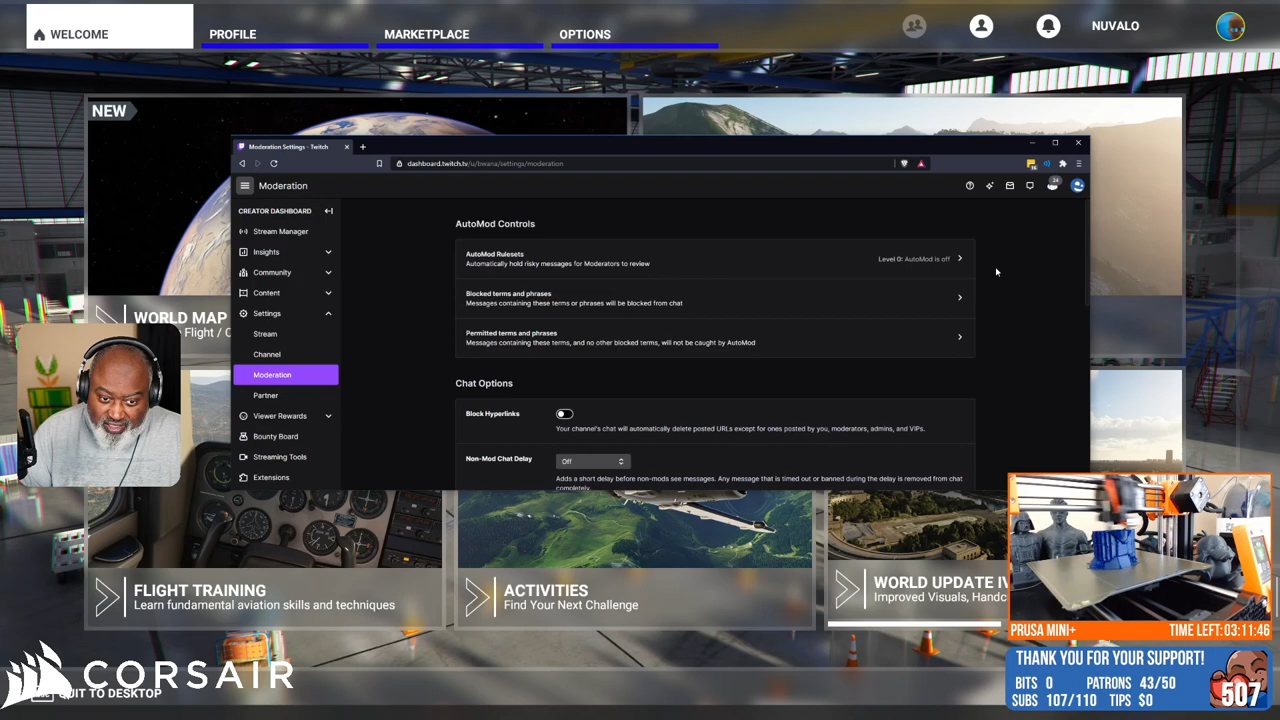 WELCOME
PROFILE
MARKETPLACE
OPTIONS
NUVALO
NEW
Moderation Settings - Twitch
dashboard.twitch.tv/u/bwana/settings/moderation
Moderation
24
CREATOR DASHBOARD
Stream Manager
Insights
Community
Content
Settings
Stream
Channel
Moderation
Partner
Viewer Rewards
Bounty Board
Streaming Tools
Extensions
AutoMod Controls
AutoMod Rulesets
Automatically hold risky messages for Moderators to review
Level 0: AutoMod is off
Blocked terms and phrases
Messages containing these terms or phrases will be blocked from chat
Permitted terms and phrases
Messages containing these terms, and no other blocked terms, will not be caught by AutoMod
Chat Options
Block Hyperlinks
Your channel's chat will automatically delete posted URLs except for ones posted by you, moderators, admins, and VIPs.
Non-Mod Chat Delay
Off
Adds a short delay before non-mods see messages. Any message that is timed out or banned during the delay is removed from chat
completely.
WORLD MAP
Flight /
FLIGHT TRAINING
Learn fundamental aviation skills and techniques
ACTIVITIES
Find Your Next Challenge
WORLD UPDATE IV
Improved Visuals, Handc
PRUSA MINI+
TIME LEFT: 03:11:46
THANK YOU FOR YOUR SUPPORT!
BITS 0 PATRONS 43/50
SUBS 107/110 TIPS $0
507
CORSAIR
QUIT TO DESKTOP